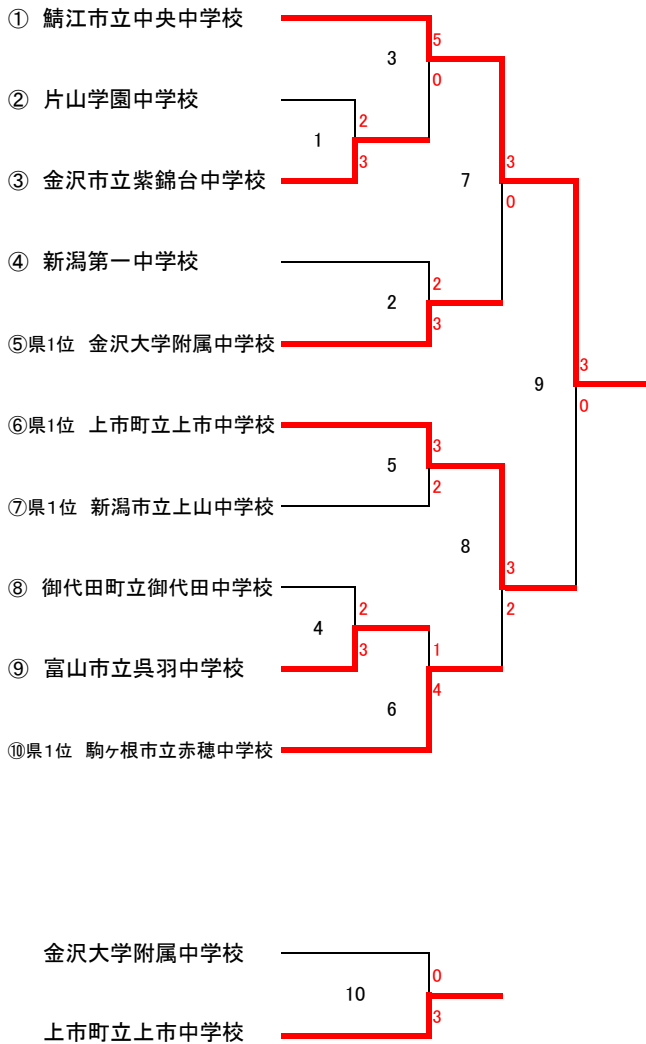 ① 鯖江市立中央中学校
5
3
0
② 片山学園中学校
2
1
3
③ 金沢市立紫錦台中学校
3
7
0
④ 新潟第一中学校
2
2
3
⑤県1位 金沢大学附属中学校
3
9
0
⑥県1位 上市町立上市中学校
3
5
2
⑦県1位 新潟市立上山中学校
8
3
2
⑧ 御代田町立御代田中学校
2
4
3
1
⑨ 富山市立呉羽中学校
4
6
⑩県1位 駒ヶ根市立赤穂中学校
金沢大学附属中学校
0
10
3
上市町立上市中学校